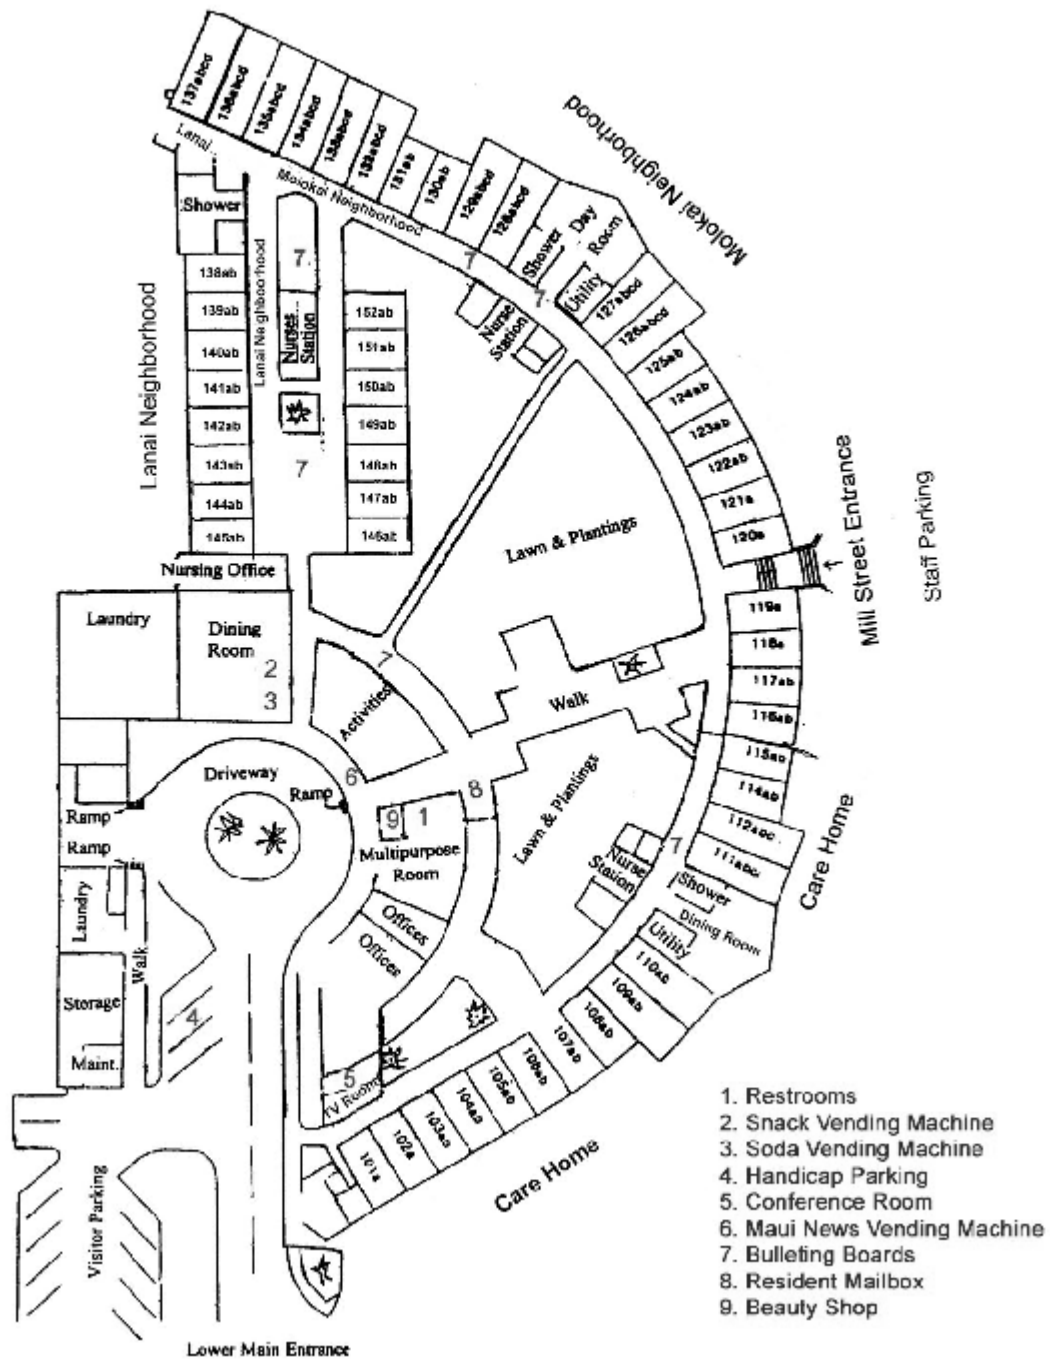 137abcd
136abcd
135abcd
134abcd
133abcd
132abcd
131ab
130ab
129abcd
128abcd
Lanai
Molokai Neighborhood
Molokai Neighborhood
Shower
Day
Room
Shower
Utility
127abcd
126abcd
125ab
124ab
123ab
122ab
121a
120a
7
7
7
Nurse
Station
Lanai Neighborhood
Lanai Neighborhood
Nurses
Station
138ab
139ab
140ab
141ab
142ab
143ab
144ab
145ab
152ab
151ab
150ab
149ab
148ab
147ab
146ab
7
Nursing Office
Lawn & Plantings
Mill Street Entrance
Staff Parking
Laundry
Dining
Room
2
3
Activities
7
Walk
119a
118a
117ab
116ab
115ab
114ab
112abc
111abc
Driveway
Ramp
6
8
9
1
Multipurpose
Room
Lawn & Plantings
Nurse
Station
7
Care Home
Shower
Dining Room
Utility
110ab
109ab
108ab
107ab
106ab
105ab
104ab
103ab
102a
101a
Ramp
Ramp
Laundry
Walk
Offices
Offices
Storage
4
Maint.
5
TV Room
Care Home
Visitor Parking
Lower Main Entrance
1. Restrooms
2. Snack Vending Machine
3. Soda Vending Machine
4. Handicap Parking
5. Conference Room
6. Maui News Vending Machine
7. Bulleting Boards
8. Resident Mailbox
9. Beauty Shop